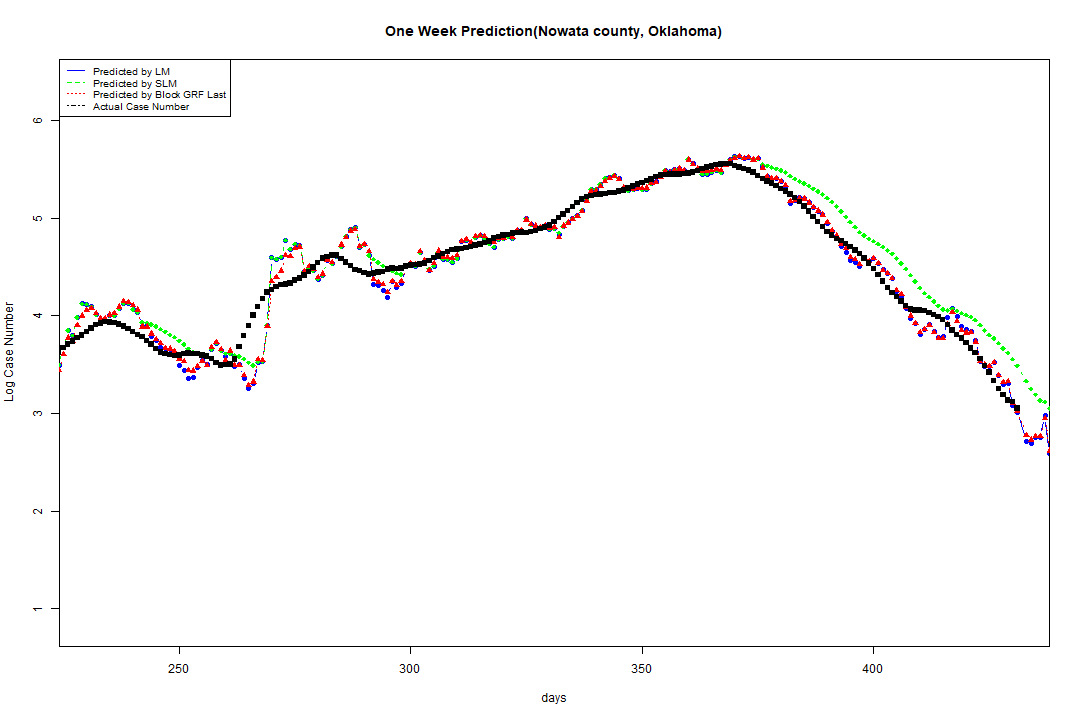 One Week Prediction(Nowata county, Oklahoma)
Predicted by LM
Predicted by SLM
Predicted by Block GRF Last
Actual Case Number
6
5
4
3
2
1
Log Case Number
250 300 350 400
days